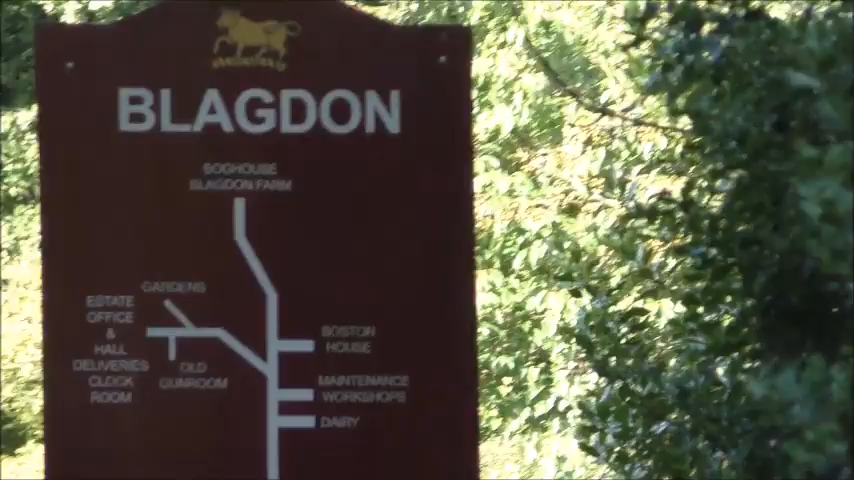 BLAGDON
BOGHOUSE
BLAGDON FARM
GARDENS
ESTATE
OFFICE
&
HALL
DELIVERIES
CLOCK
ROOM
OLD
GUNROOM
BOSTON
HOUSE
MAINTENANCE
WORKSHOPS
DAIRY